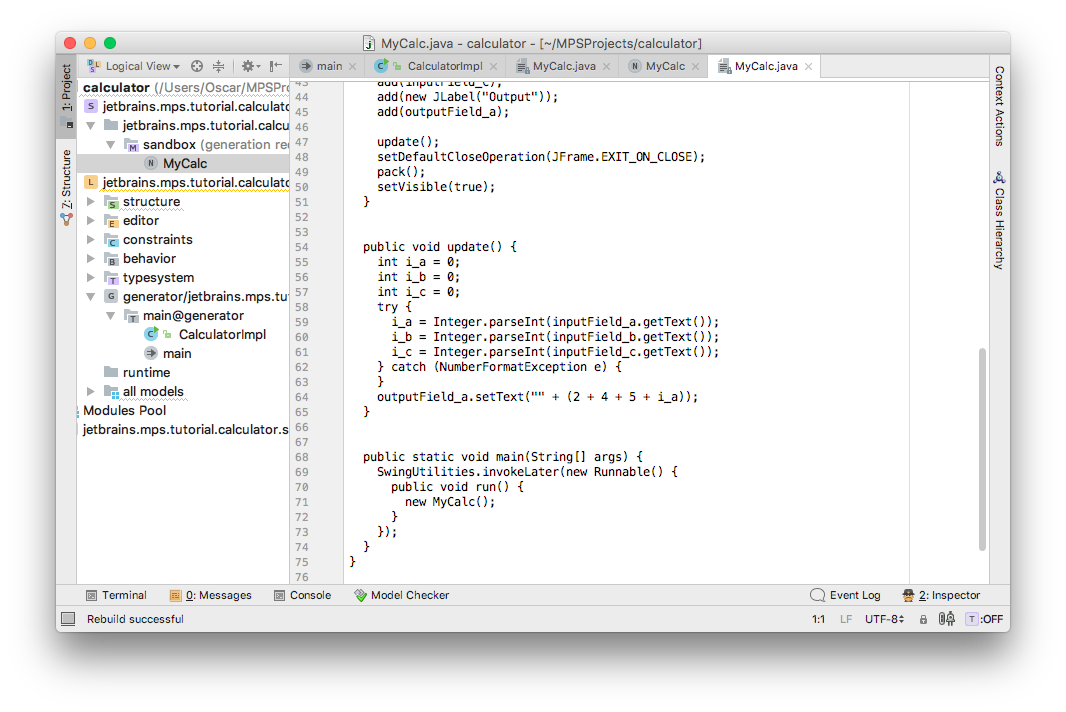 MyCalc.java - calculator - [~/MPSProjects/calculator]
1: Project
Logical View
main
CalculatorImpl
MyCalc.java
MyCalc
MyCalc.java
calculator (/Users/Oscar/MPSPro
jetbrains.mps.tutorial.calculato
jetbrains.mps.tutorial.calcu
sandbox (generation req
MyCalc
jetbrains.mps.tutorial.calculato
structure
editor
constraints
behavior
typesystem
generator/jetbrains.mps.tu
main@generator
CalculatorImpl
main
runtime
all models
Modules Pool
jetbrains.mps.tutorial.calculator.s
Z: Structure
43 add(inputField_c);
44 add(new JLabel("Output"));
45 add(outputField_a);
46
47 update();
48 setDefaultCloseOperation(JFrame.EXIT_ON_CLOSE);
49 pack();
50 setVisible(true);
51 }
52
53
54 public void update() {
55 int i_a = 0;
56 int i_b = 0;
57 int i_c = 0;
58 try {
59 i_a = Integer.parseInt(inputField_a.getText());
60 i_b = Integer.parseInt(inputField_b.getText());
61 i_c = Integer.parseInt(inputField_c.getText());
62 } catch (NumberFormatException e) {
63 }
64 outputField_a.setText("" + (2 + 4 + 5 + i_a));
65 }
66
67
68 public static void main(String[] args) {
69 SwingUtilities.invokeLater(new Runnable() {
70 public void run() {
71 new MyCalc();
72 }
73 });
74 }
75 }
76
Context Actions
Class Hierarchy
Terminal
0: Messages
Console
Model Checker
Event Log
2: Inspector
Rebuild successful
1:1
LF
UTF-8
T :OFF